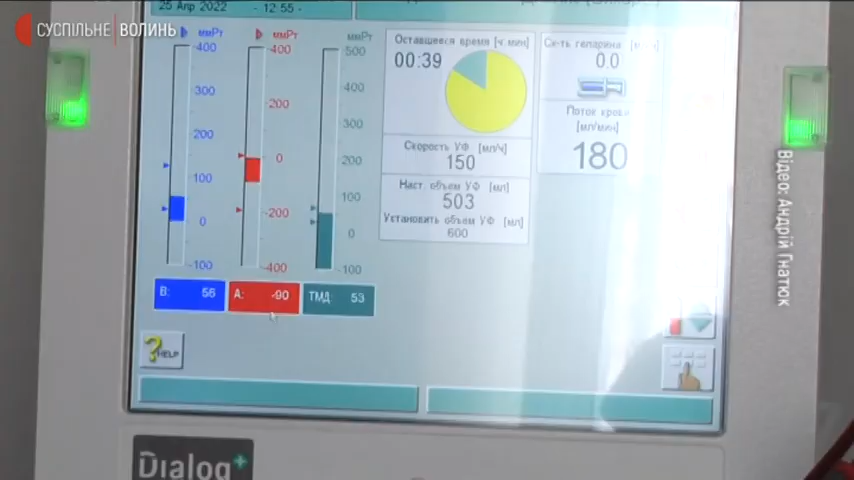 СУСПІЛЬНЕ ВОЛИНЬ
25 Апр 2022 - 12:55 -
ммРт ммРт ммРт
400 400 500
300 200 400
200 0 300
100 -200 200
0 -400 100
-100 0
-100
В: 56 А: -90 ТМД: 53
Оставшееся время [ч:мин]
00:39
Скорость УФ [мл/ч]
150
Наст. объем УФ [мл]
503
Установить объем УФ [мл]
600
Ск-ть гепарина
0.0
Поток крови
[мл/мин]
180
? HELP
Dialog+
Відео: Андрій Гнатюк